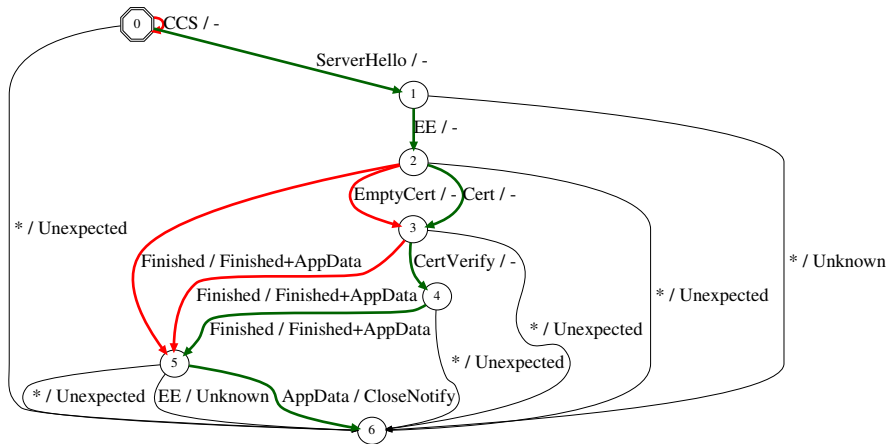 0
CCS / -
ServerHello / -
1
EE / -
2
EmptyCert / -
Cert / -
* / Unexpected
3
Finished / Finished+AppData
CertVerify / -
* / Unknown
4
Finished / Finished+AppData
* / Unexpected
Finished / Finished+AppData
* / Unexpected
5
* / Unexpected
* / Unexpected
EE / Unknown
AppData / CloseNotify
6